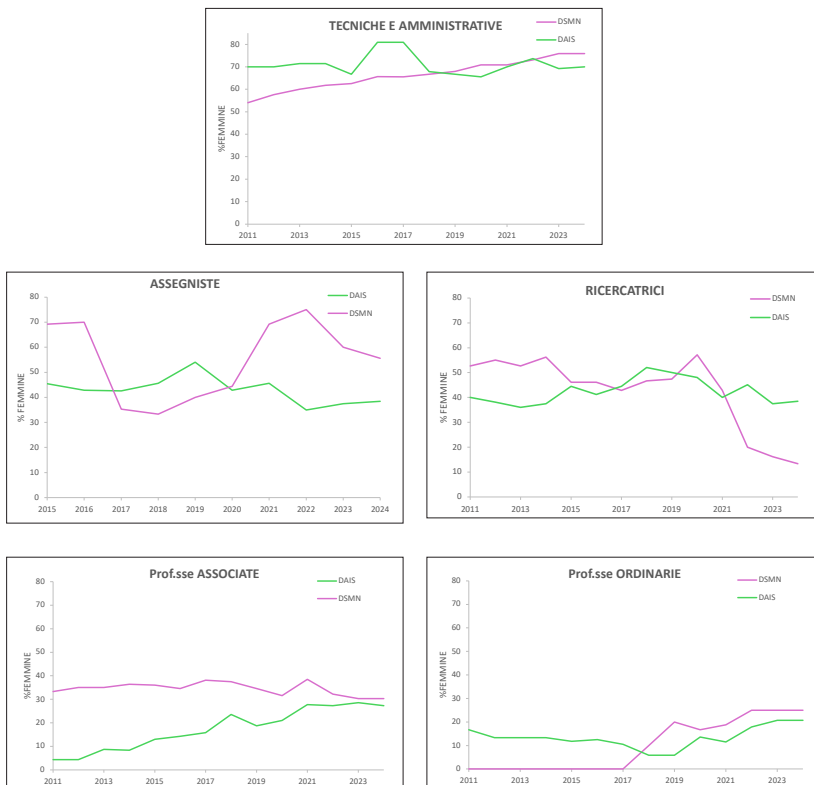 TECNICHE E AMMINISTRATIVE
DSMN
DAIS
%FEMMINE
80
70
60
50
40
30
20
10
0
2011 2013 2015 2017 2019 2021 2023
ASSEGNISTE
DAIS
DSMN
% FEMMINE
80
70
60
50
40
30
20
10
0
2015 2016 2017 2018 2019 2020 2021 2022 2023 2024
RICERCATRICI
DSMN
DAIS
% FEMMINE
80
70
60
50
40
30
20
10
0
2011 2013 2015 2017 2019 2021 2023
Prof.sse ASSOCIATE
DAIS
DSMN
%FEMMINE
80
70
60
50
40
30
20
10
0
2011 2013 2015 2017 2019 2021 2023
Prof.sse ORDINARIE
DSMN
DAIS
% FEMMINE
80
70
60
50
40
30
20
10
0
2011 2013 2015 2017 2019 2021 2023